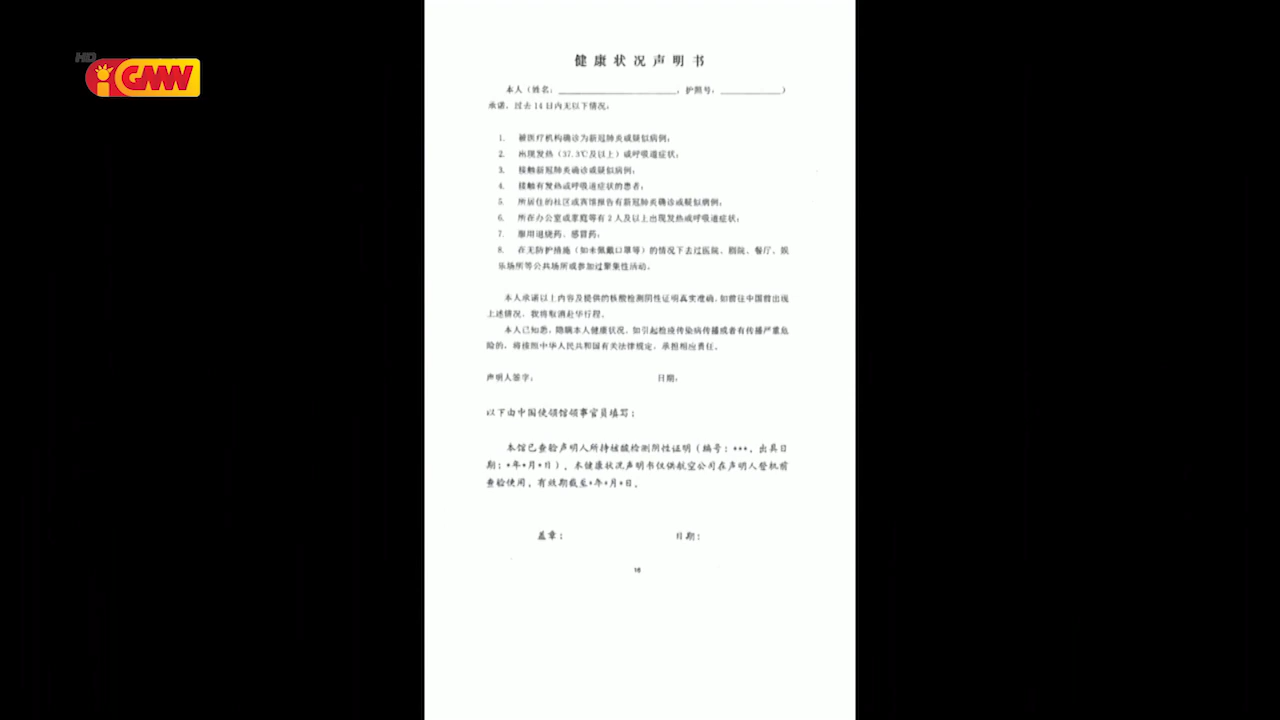 HD
iGMW
健康状况声明书
本人（姓名：____________________，护照号：___________）
承诺，过去14日内无以下情况：
1. 被医疗机构确诊为新冠肺炎或疑似病例；
2. 出现发热（37.3℃及以上）或呼吸道症状；
3. 接触新冠肺炎确诊或疑似病例；
4. 接触有发热或呼吸道症状的患者；
5. 所居住的社区或宾馆报告有新冠肺炎确诊或疑似病例；
6. 所在办公室或家庭等有2人及以上出现发热或呼吸道症状；
7. 服用退烧药、感冒药；
8. 在无防护措施（如未佩戴口罩等）的情况下去过医院、剧院、餐厅、娱
乐场所等公共场所或参加过聚集性活动。
本人承诺以上内容及提供的核酸检测阴性证明真实准确，如前往中国前出现
上述情况，我将取消赴华行程。
本人已知悉，隐瞒本人健康状况，如引起检疫传染病传播或者有传播严重危
险的，将按照中华人民共和国有关法律规定，承担相应责任。
声明人签字： 日期：
以下由中国使领馆领事官员填写：
本馆已查验声明人所持核酸检测阴性证明（编号：***，出具日
期：*年*月*日），本健康状况声明书仅供航空公司在声明人登机前
查验使用，有效期截至*年*月*日。
盖章： 日期：
16